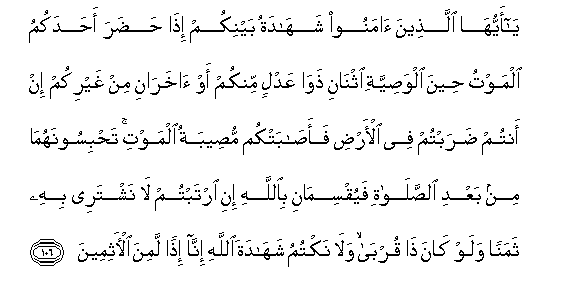 يَـٰٓأَيُّهَا ٱلَّذِينَ ءَامَنُوا۟ شَهَـٰدَةُ بَيْنِكُمْ إِذَا حَضَرَ أَحَدَكُمُ
ٱلْمَوْتُ حِينَ ٱلْوَصِيَّةِ ٱثْنَانِ ذَوَا عَدْلٍ مِّنكُمْ أَوْ ءَاخَرَانِ مِنْ غَيْرِكُمْ إِنْ
أَنتُمْ ضَرَبْتُمْ فِى ٱلْأَرْضِ فَأَصَـٰبَتْكُم مُّصِيبَةُ ٱلْمَوْتِ ۚ تَحْبِسُونَهُمَا
مِنۢ بَعْدِ ٱلصَّلَوٰةِ فَيُقْسِمَانِ بِٱللَّهِ إِنِ ٱرْتَبْتُمْ لَا نَشْتَرِى بِهِۦ
ثَمَنًا وَلَوْ كَانَ ذَا قُرْبَىٰ ۙ وَلَا نَكْتُمُ شَهَـٰدَةَ ٱللَّهِ إِنَّآ إِذًا لَّمِنَ ٱلْـَٔاثِمِينَ ١٠٦